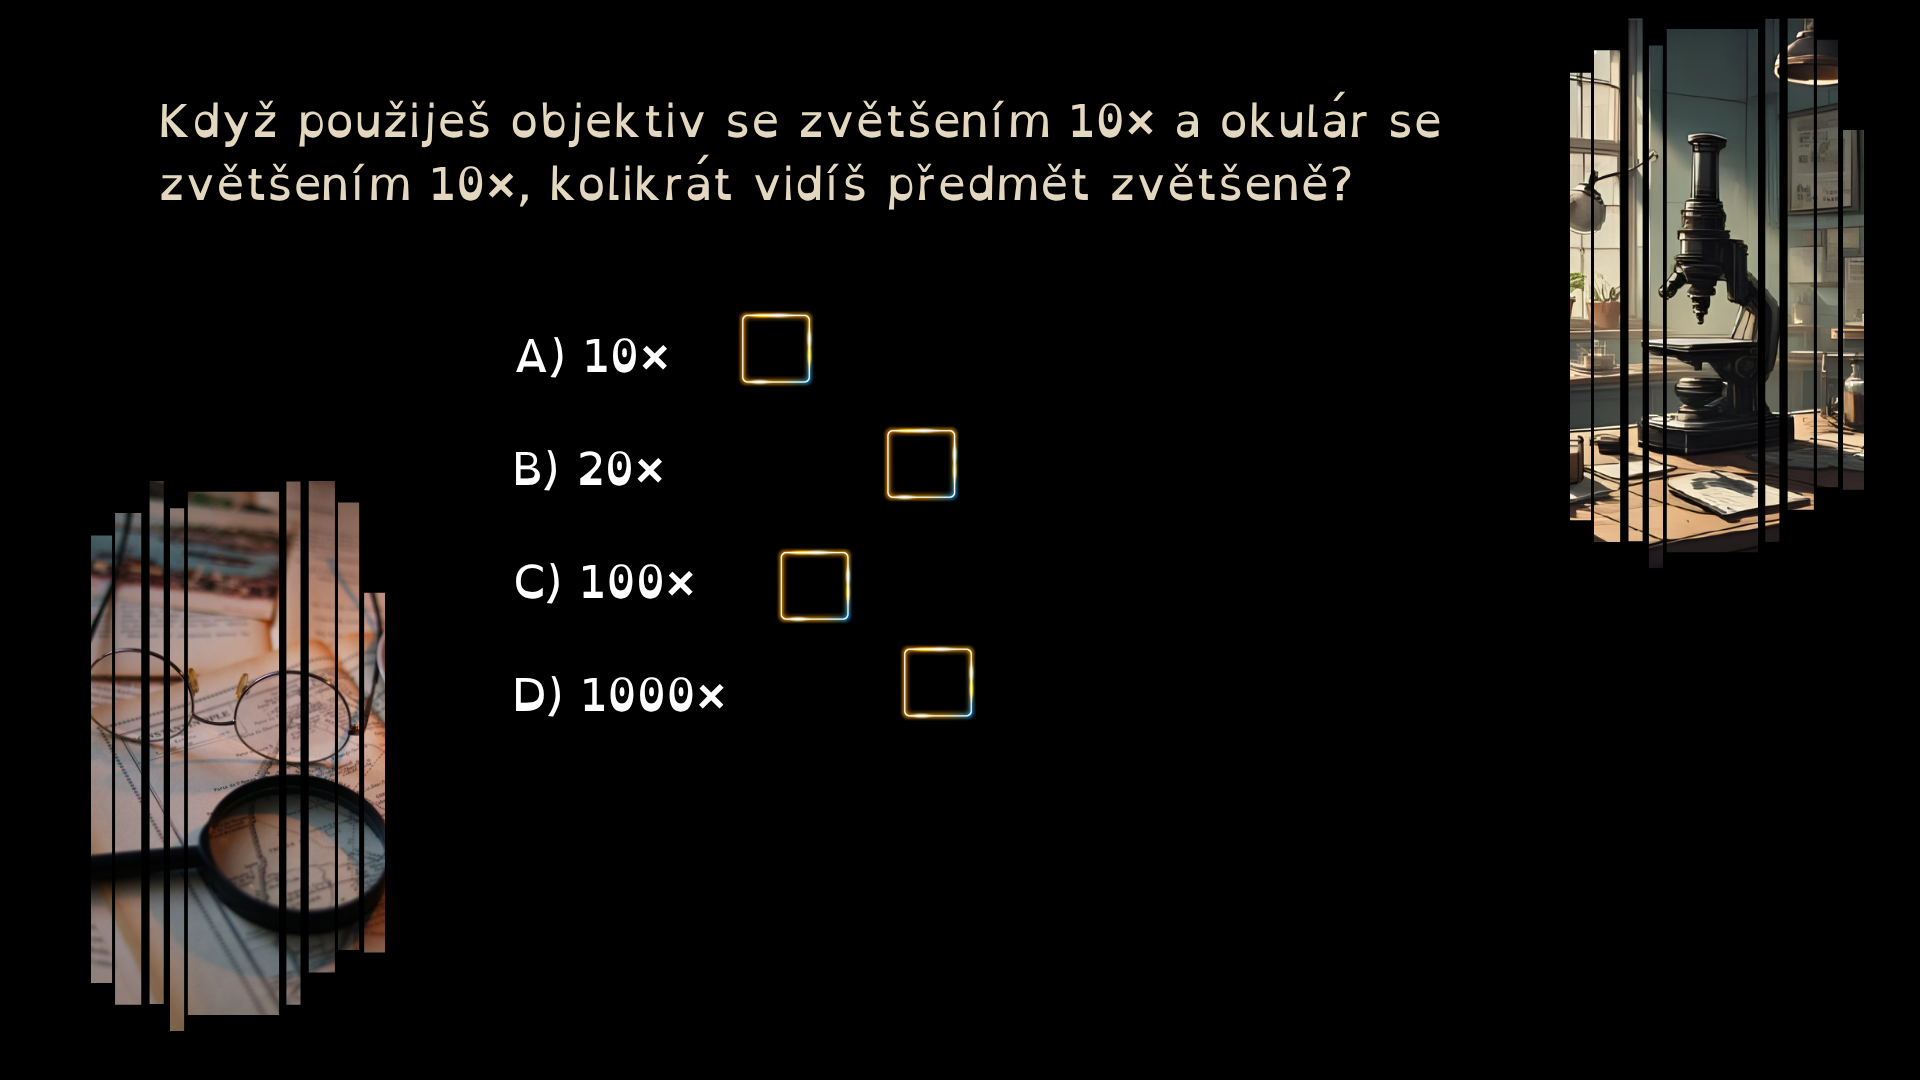 Když použiješ objektiv se zvětšením 10× a okulár se
zvětšením 10×, kolikrát vidíš předmět zvětšeně?
A) 10×
B) 20×
C) 100×
D) 1000×